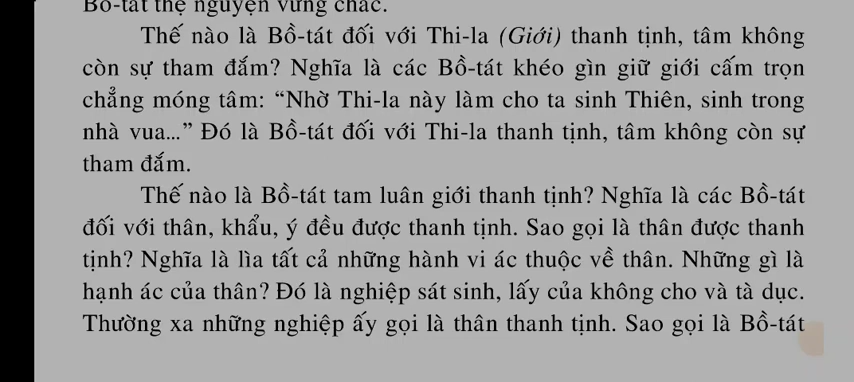 Bồ-tát thệ nguyện vững chắc.
Thế nào là Bồ-tát đối với Thi-la (Giới) thanh tịnh, tâm không
còn sự tham đắm? Nghĩa là các Bồ-tát khéo gìn giữ giới cấm trọn
chẳng móng tâm: “Nhờ Thi-la này làm cho ta sinh Thiên, sinh trong
nhà vua...” Đó là Bồ-tát đối với Thi-la thanh tịnh, tâm không còn sự
tham đắm.
Thế nào là Bồ-tát tam luân giới thanh tịnh? Nghĩa là các Bồ-tát
đối với thân, khẩu, ý đều được thanh tịnh. Sao gọi là thân được thanh
tịnh? Nghĩa là lìa tất cả những hành vi ác thuộc về thân. Những gì là
hạnh ác của thân? Đó là nghiệp sát sinh, lấy của không cho và tà dục.
Thường xa những nghiệp ấy gọi là thân thanh tịnh. Sao gọi là Bồ-tát